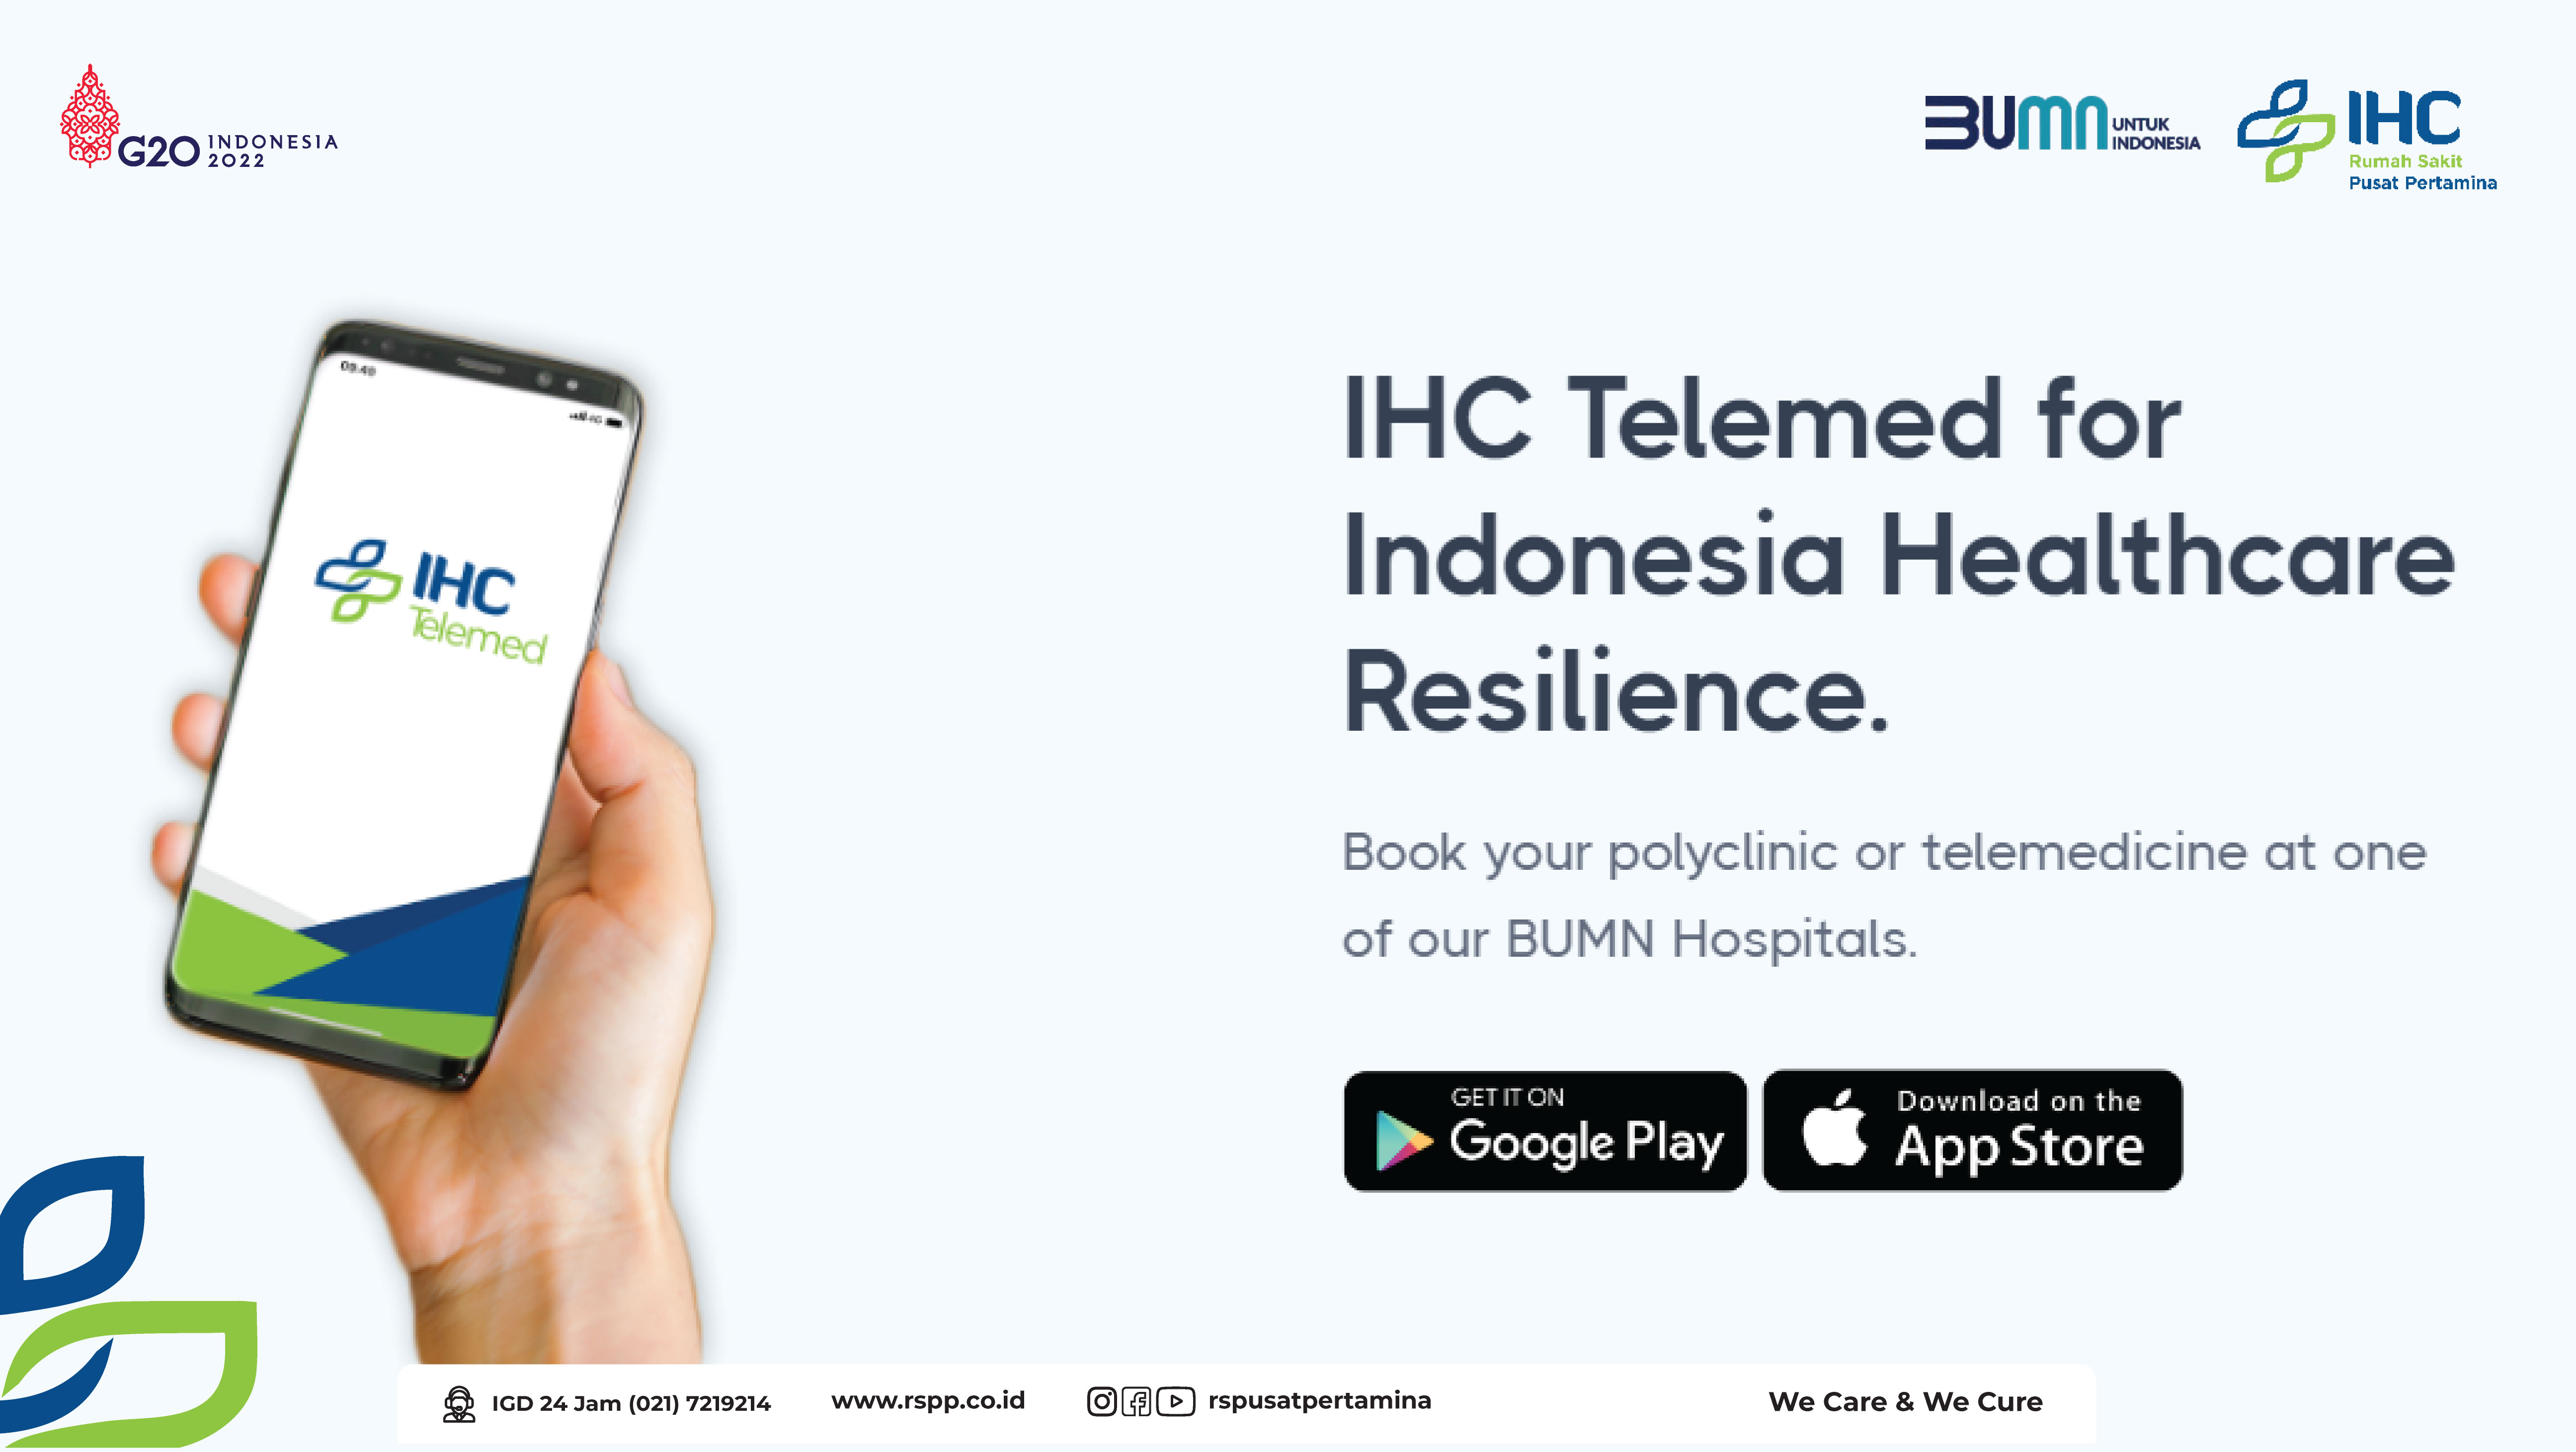 G20 INDONESIA
2022
BUMN UNTUK
INDONESIA
IHC
Rumah Sakit
Pusat Pertamina
IHC
Telemed
IHC Telemed for
Indonesia Healthcare
Resilience.
Book your polyclinic or telemedicine at one
of our BUMN Hospitals.
GET IT ON
Google Play
Download on the
App Store
IGD 24 Jam (021) 7219214
www.rspp.co.id
rspusatpertamina
We Care & We Cure